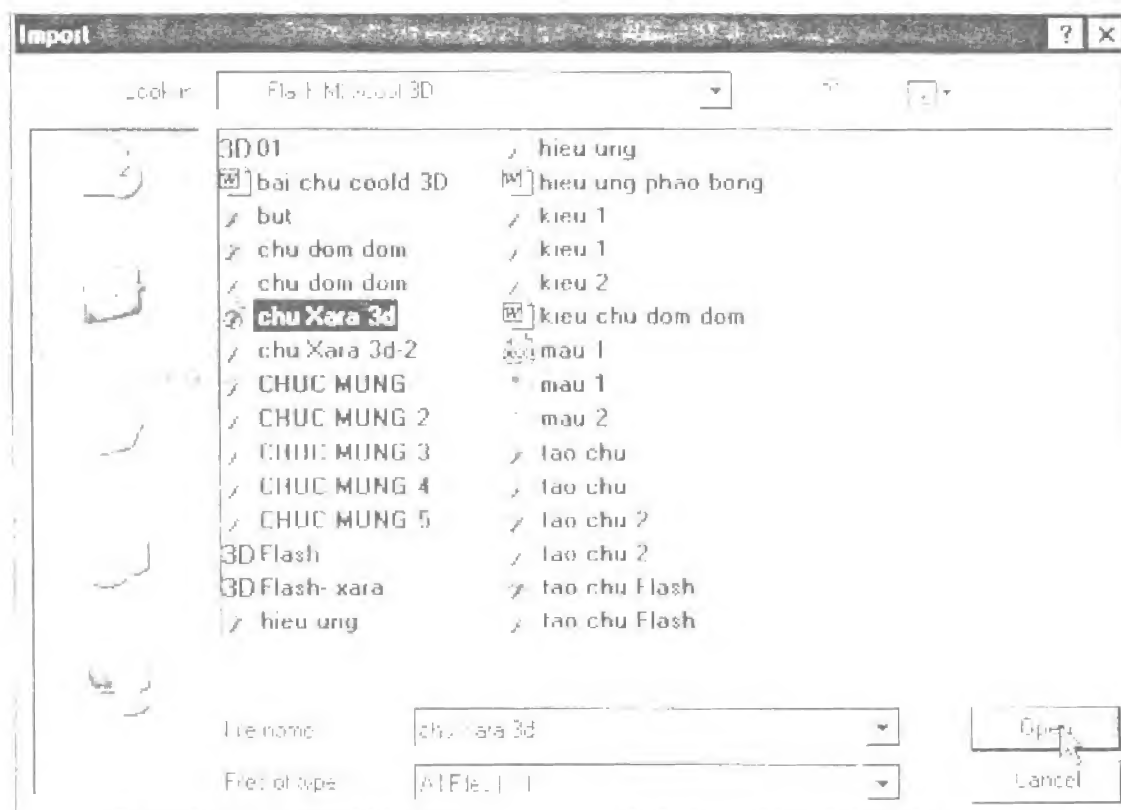 Import
Look in
3D 01
bai chu coold 3D
but
chu dom dom
chu dom dom
chu Xara 3d
chu Xara 3d-2
CHUC MUNG
CHUC MUNG 2
CHUC MUNG 3
CHUC MUNG 4
CHUC MUNG 5
3D Flash
3D Flash- xara
hieu ung
hieu ung
hieu ung phao bong
kieu 1
kieu 1
kieu 2
kieu chu dom dom
mau 1
mau 1
mau 2
tao chu
tao chu
tao chu 2
tao chu 2
tao chu Flash
tao chu Flash
File name
chu Xara 3d
Open
Files of type
All Files
Cancel